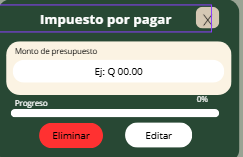 Impuesto por pagar
X
Monto de presupuesto
Ej: Q 00.00
0%
Progreso
Eliminar
Editar